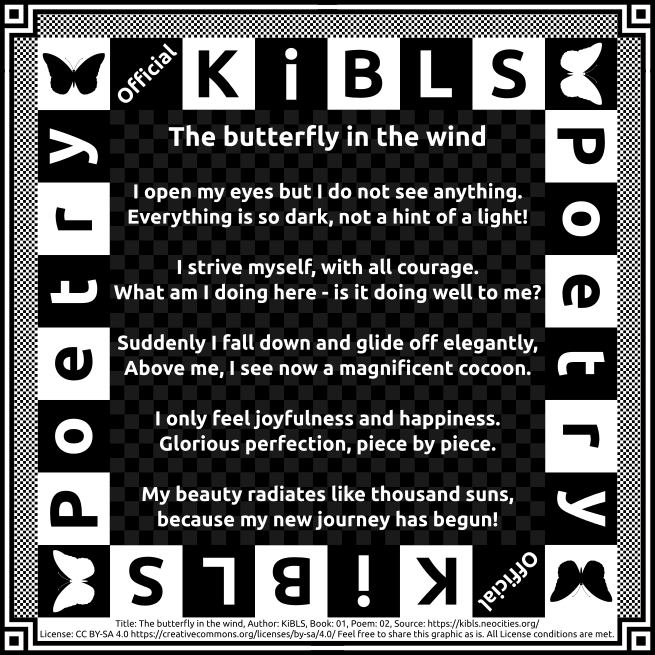 Official KiBLS
Poetry
Poetry
The butterfly in the wind
I open my eyes but I do not see anything.
Everything is so dark, not a hint of a light!
I strive myself, with all courage.
What am I doing here - is it doing well to me?
Suddenly I fall down and glide off elegantly,
Above me, I see now a magnificent cocoon.
I only feel joyfulness and happiness.
Glorious perfection, piece by piece.
My beauty radiates like thousand suns,
because my new journey has begun!
Official KiBLS
Title: The butterfly in the wind, Author: KiBLS, Book: 01, Poem: 02, Source: https://kibls.neocities.org/
License: CC BY-SA 4.0 https://creativecommons.org/licenses/by-sa/4.0/ Feel free to share this graphic as is. All License conditions are met.